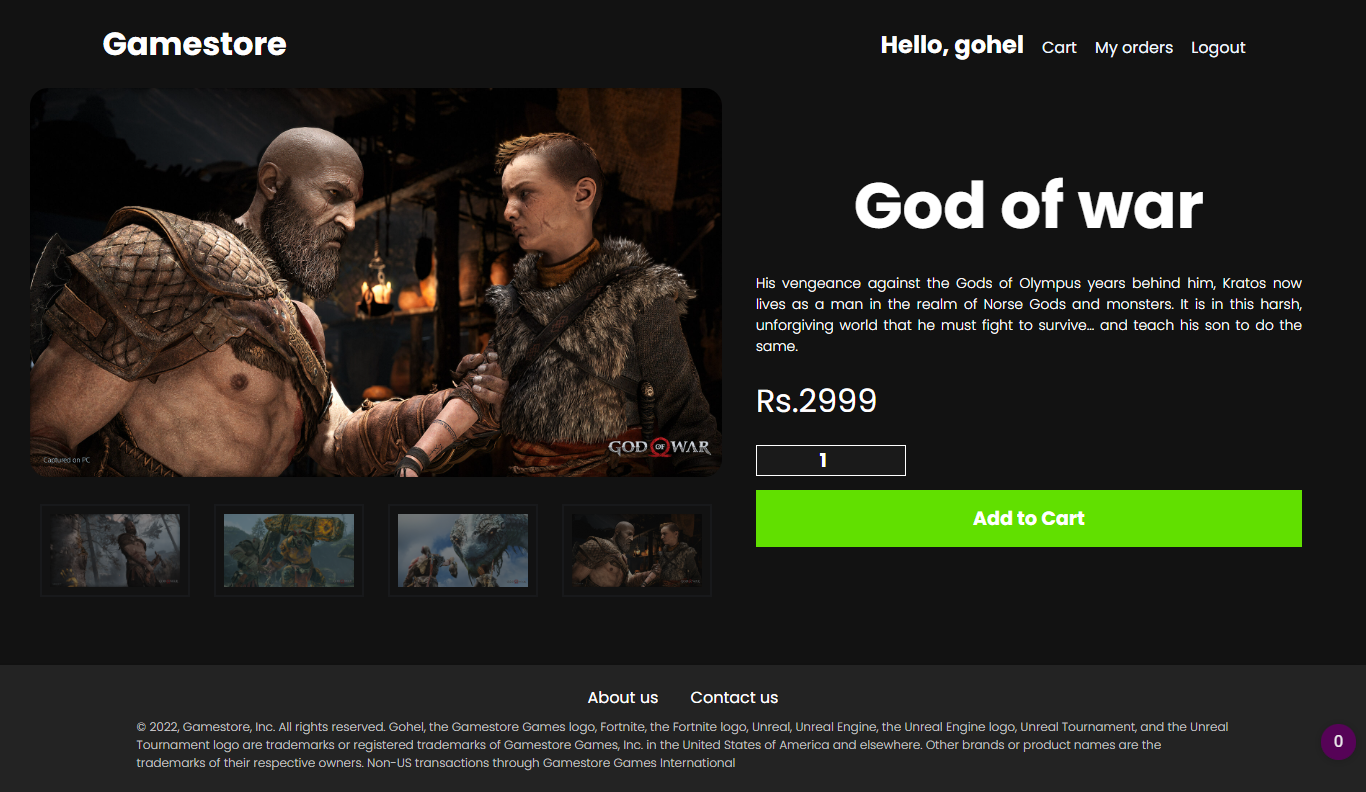 Gamestore
Hello, gohel Cart My orders Logout
God of war
His vengeance against the Gods of Olympus years behind him, Kratos now
lives as a man in the realm of Norse Gods and monsters. It is in this harsh,
unforgiving world that he must fight to survive… and teach his son to do the
same.
Rs.2999
1
Add to Cart
Captured on PC
GOD OF WAR
About us Contact us
© 2022, Gamestore, Inc. All rights reserved. Gohel, the Gamestore Games logo, Fortnite, the Fortnite logo, Unreal, Unreal Engine, the Unreal Engine logo, Unreal Tournament, and the Unreal
Tournament logo are trademarks or registered trademarks of Gamestore Games, Inc. in the United States of America and elsewhere. Other brands or product names are the
trademarks of their respective owners. Non-US transactions through Gamestore Games International
0